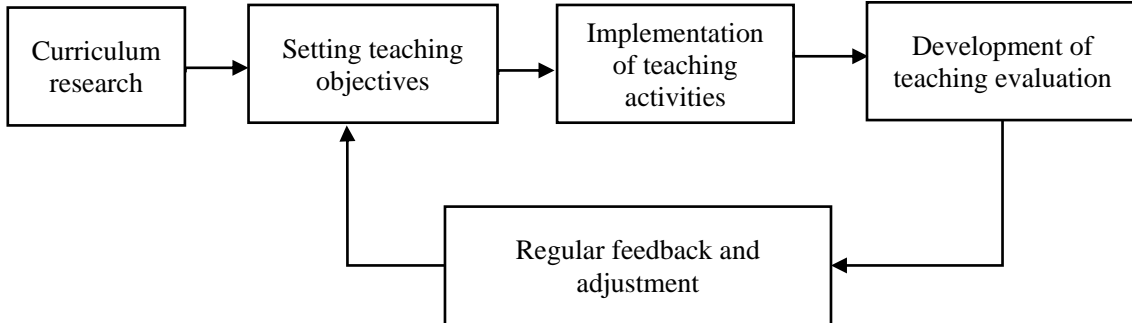 Curriculum
research
Setting teaching
objectives
Implementation
of teaching
activities
Development of
teaching evaluation
Regular feedback and
adjustment